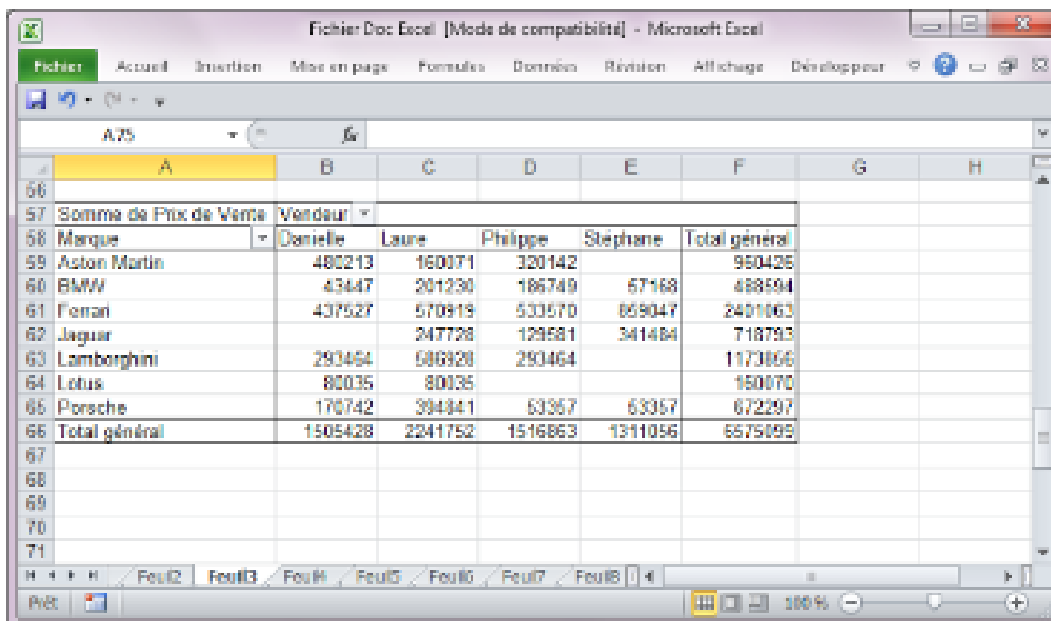 Fichier Doc Excel [Mode de compatibilité] - Microsoft Excel
Fichier Accueil Insertion Mise en page Formules Données Révision Affichage Développeur
A75 fx
A B C D E F G H
56
57 Somme de Prix de Vente Vendeur
58 Marque Danielle Laure Philippe Stéphane Total général
59 Aston Martin 480213 160071 320142 960426
60 BMW 43447 201230 186749 57168 488594
61 Ferrari 437527 570919 533570 859047 2401063
62 Jaguar 247728 129581 341484 718793
63 Lamborghini 293464 586928 293464 1173856
64 Lotus 80035 80035 160070
65 Porsche 170742 394841 53357 53357 672297
66 Total général 1505428 2241752 1516863 1311056 6575099
67
68
69
70
71
Feuil2 Feuil3 Feuil4 Feuil5 Feuil6 Feuil7 Feuil8
Prêt 100 %